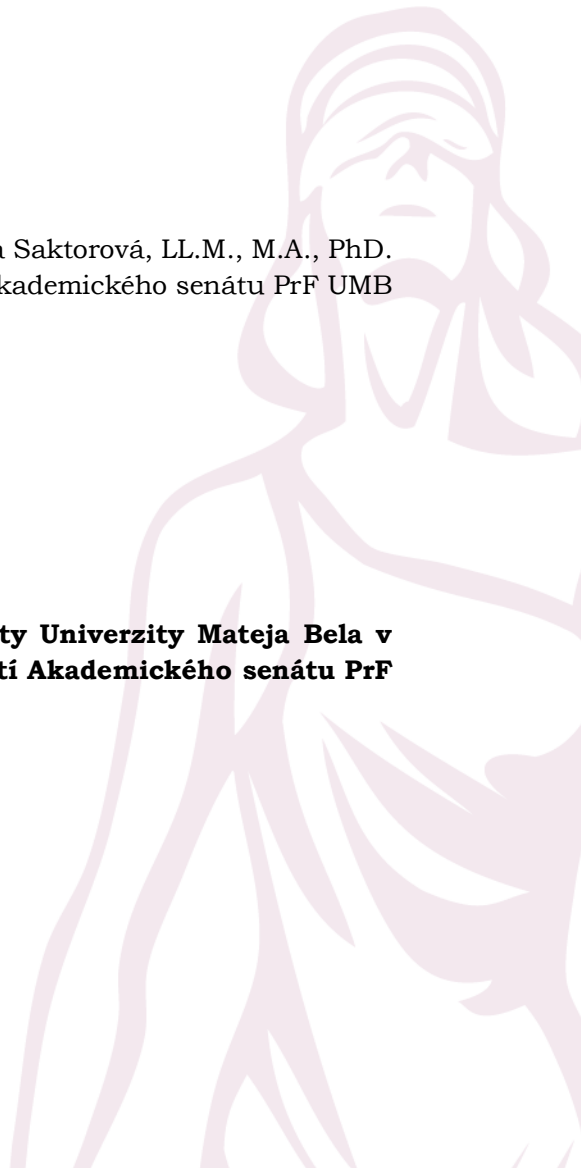 a Saktorová, LL.M., M.A., PhD.
kademického senátu PrF UMB
ty Univerzity Mateja Bela v
tí Akademického senátu PrF